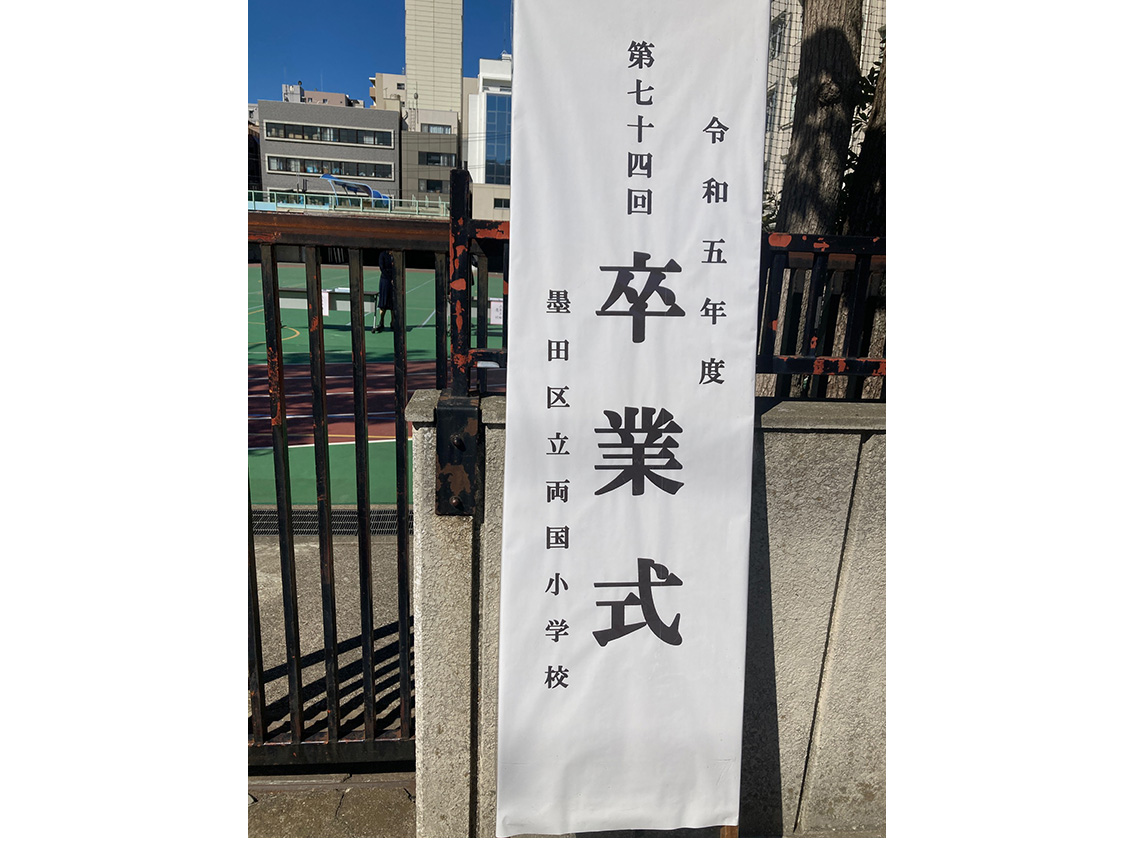 令和五年度
第七十四回
卒業式
墨田区立両国小学校